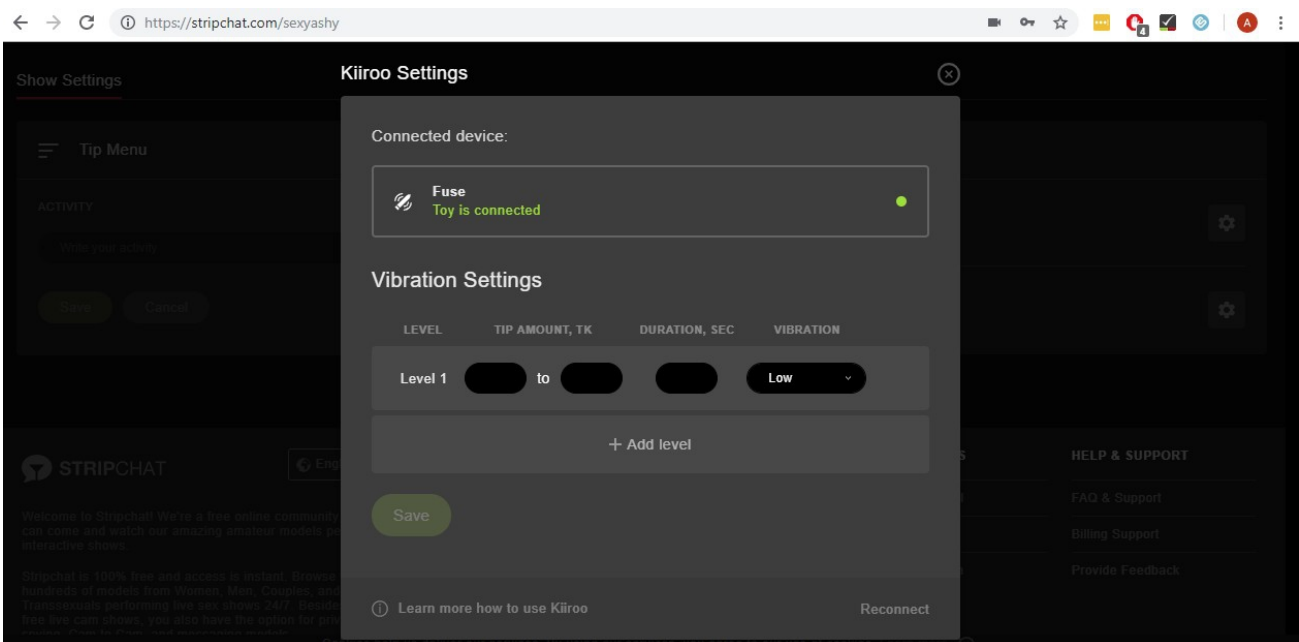 https://stripchat.com/sexyashy
4
A
Show Settings
Kiiroo Settings
Tip Menu
Connected device:
Fuse
Toy is connected
ACTIVITY
Write your activity
Save
Cancel
Vibration Settings
LEVEL
TIP AMOUNT, TK
DURATION, SEC
VIBRATION
Level 1
to
Low
+ Add level
STRIPCHAT
Eng
S
HELP & SUPPORT
FAQ & Support
Save
Welcome to Stripchat! We're a free online community
can come and watch our amazing amateur models pe
interactive shows.
Billing Support
Stripchat is 100% free and access is instant. Browse
hundreds of models from Women, Men, Couples, and
Transsexuals performing live sex shows 24/7. Beside
free live cam shows, you also have the option for priv
Provide Feedback
Learn more how to use Kiiroo
Reconnect